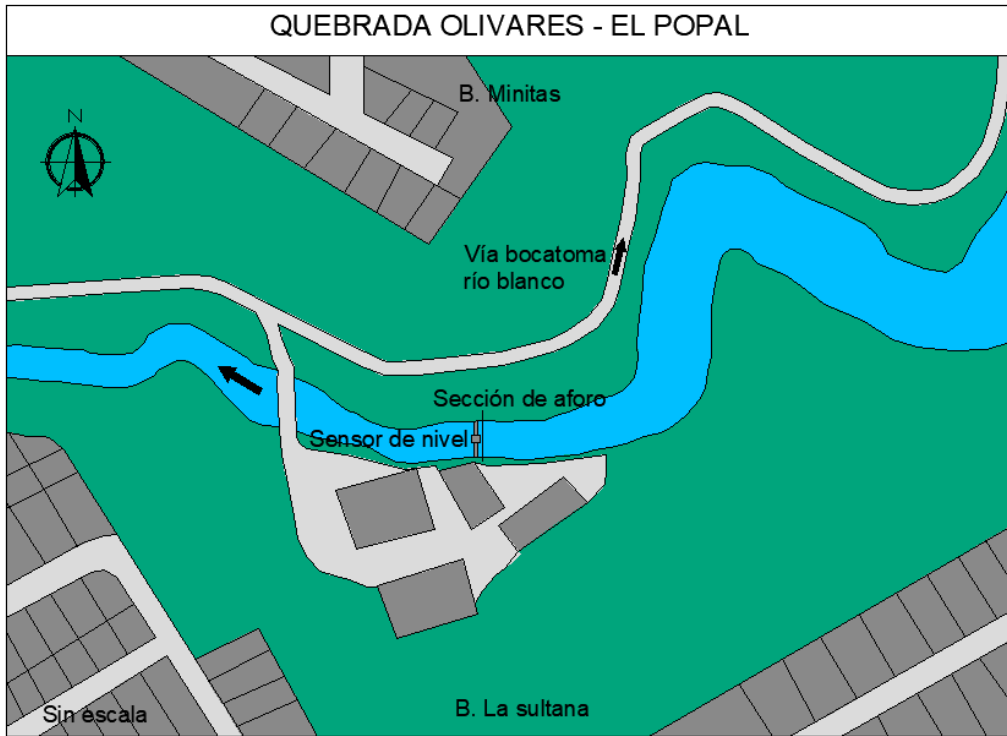 QUEBRADA OLIVARES - EL POPAL
B. Minitas
N
Vía bocatoma
río blanco
Sección de aforo
Sensor de nivel
B. La sultana
Sin escala